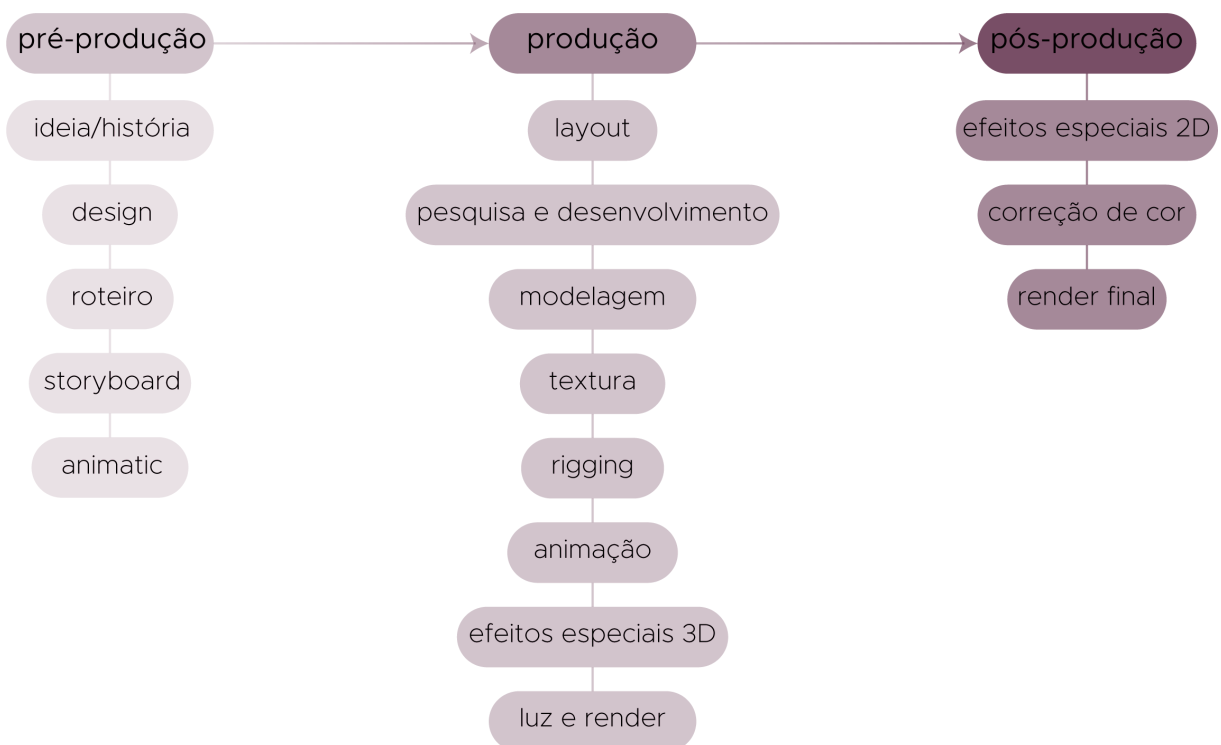 pré-produção
ideia/história
design
roteiro
storyboard
animatic
produção
layout
pesquisa e desenvolvimento
modelagem
textura
rigging
animação
efeitos especiais 3D
luz e render
pós-produção
efeitos especiais 2D
correção de cor
render final